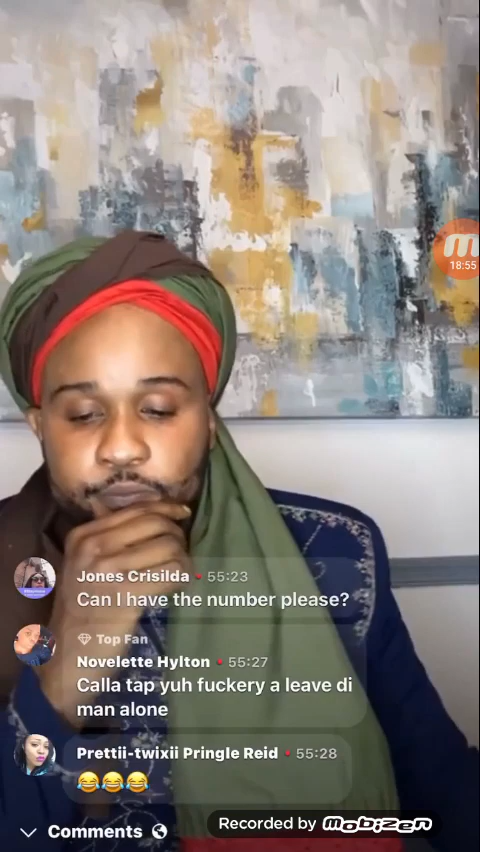 18:55
Jones Crisilda • 55:23
Can I have the number please?
Top Fan
Novelette Hylton • 55:27
Calla tap yuh fuckery a leave di
man alone
Prettii-twixii Pringle Reid • 55:28
😂😂😂
Comments
Recorded by Mobizen